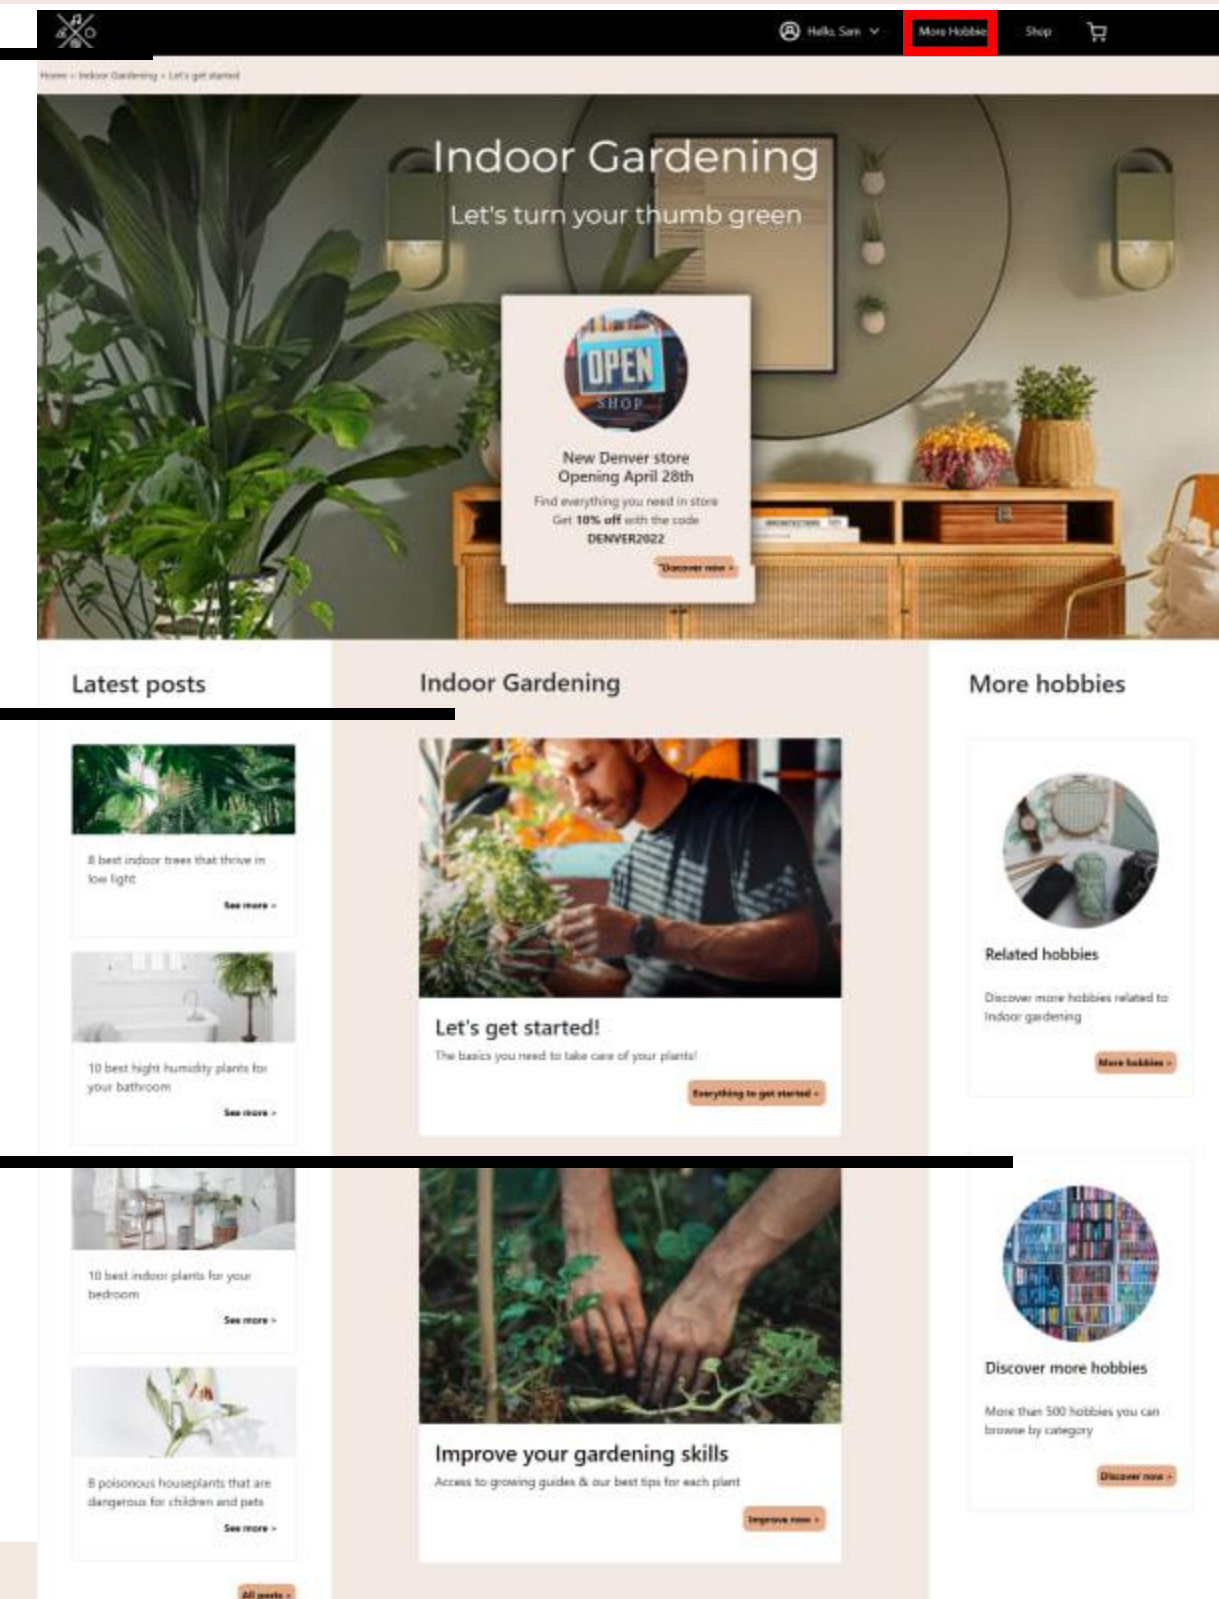 Hello, Sam
More Hobbie
Shop
Home > Indoor Gardening > Let's get started
Indoor Gardening
Let's turn your thumb green
OPEN
SHOP
New Denver store
Opening April 28th
Find everything you need in store
Get 10% off with the code
DENVER2022
Discover now >
ARCHITECTURE
Latest posts
8 best indoor trees that thrive in
low light
See more >
10 best hight humidity plants for
your bathroom
See more >
10 best indoor plants for your
bedroom
See more >
8 poisonous houseplants that are
dangerous for children and pets
See more >
All posts >
Indoor Gardening
Let's get started!
The basics you need to take care of your plants!
Everything to get started >
Improve your gardening skills
Access to growing guides & our best tips for each plant
Improve now >
More hobbies
Related hobbies
Discover more hobbies related to
Indoor gardening
More hobbies >
Discover more hobbies
More than 500 hobbies you can
browse by category
Discover now >